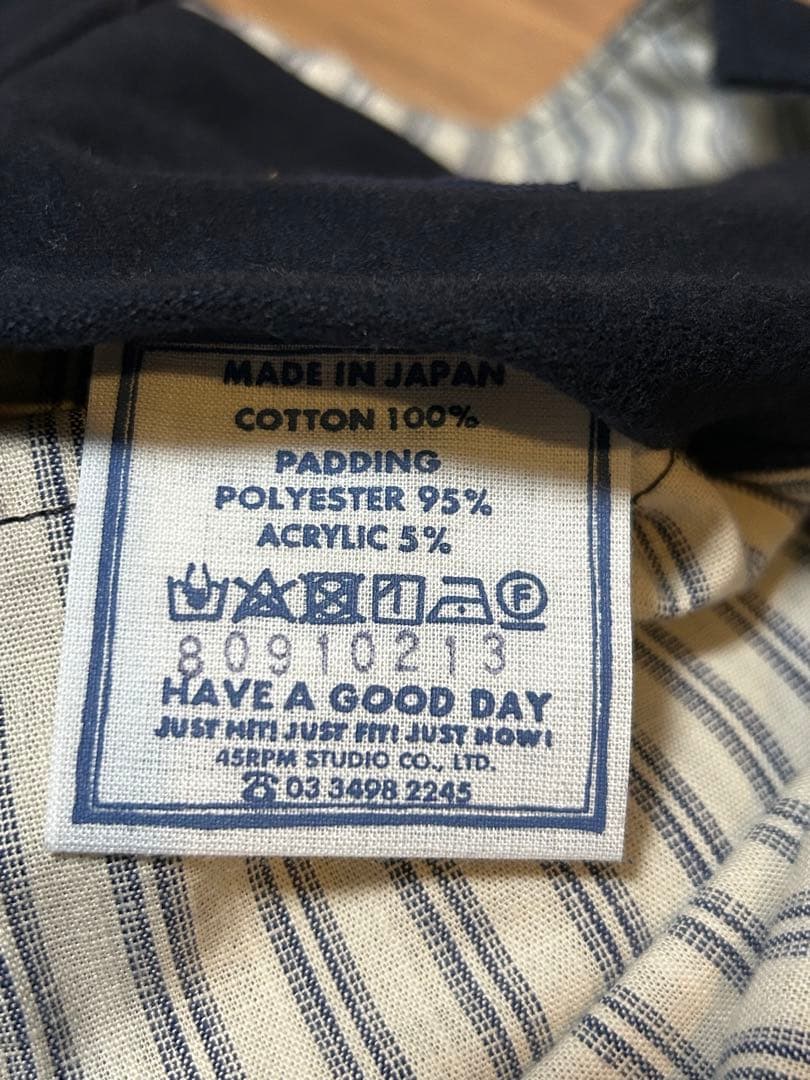 MADE IN JAPAN
COTTON 100%
PADDING
POLYESTER 95%
ACRYLIC 5%
F
80910213
HAVE A GOOD DAY
JUST HIT! JUST FIT! JUST NOW!
45RPM STUDIO CO., LTD.
☎ 03 3498 2245